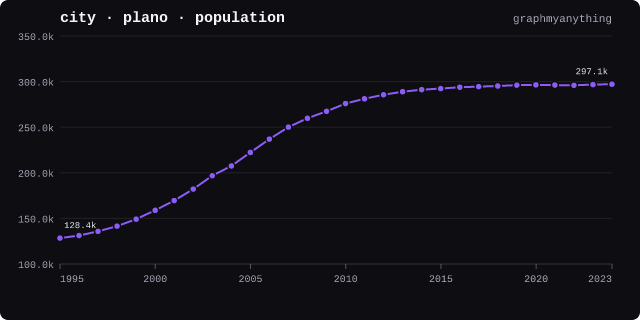 city · plano · population
graphmyanything
350.0k
300.0k
250.0k
200.0k
150.0k
100.0k
128.4k
297.1k
1995 2000 2005 2010 2015 2020 2023